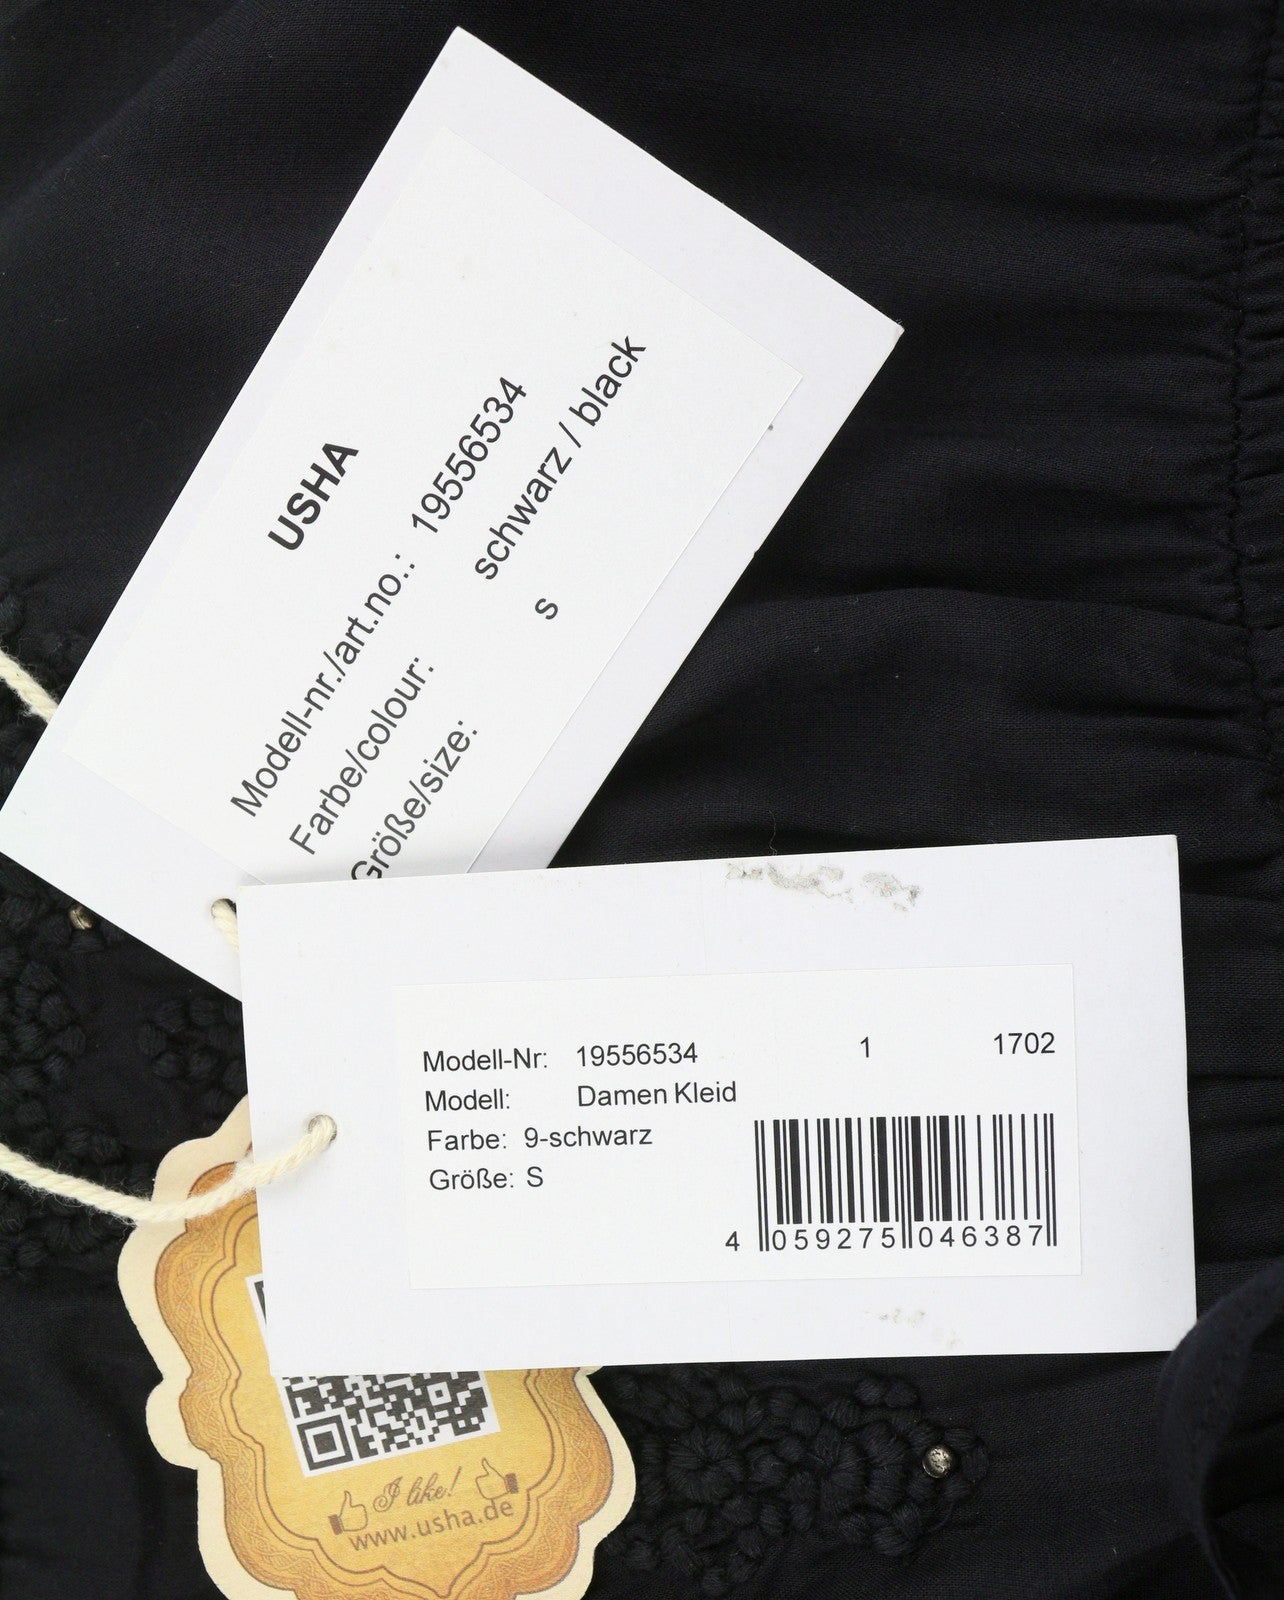 USHA
Modell-nr./art.no.: 19556534
Farbe/colour: schwarz / black
Größe/size: s
Modell-Nr: 19556534 1 1702
Modell: Damen Kleid
Farbe: 9-schwarz
Größe: S
4 059275 046387
I like!
www.usha.de